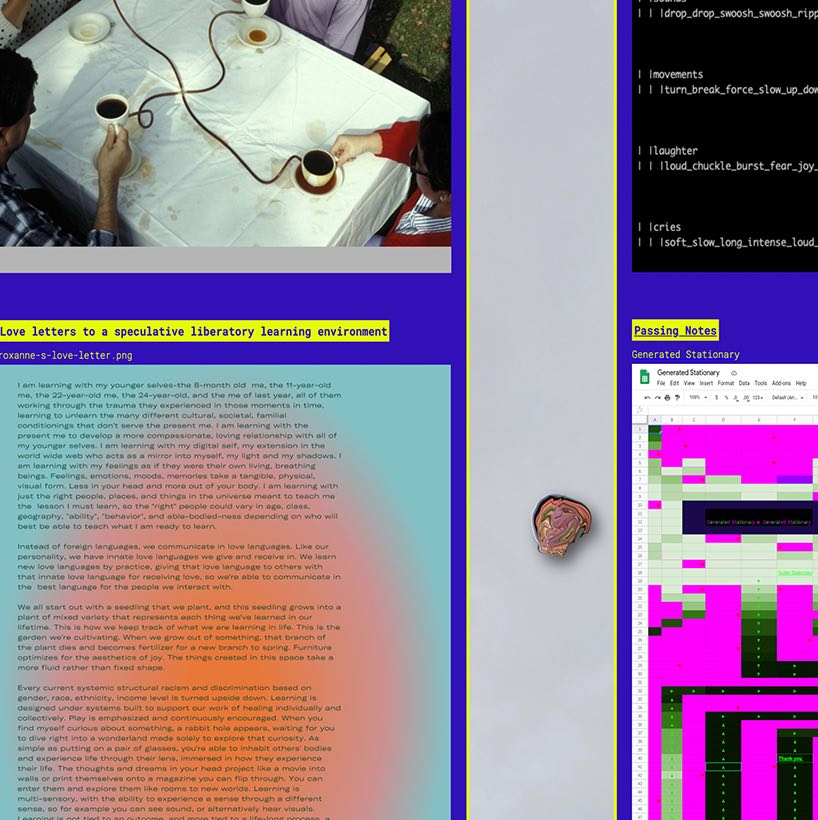 Love letters to a speculative liberatory learning environment
roxanne-s-love-letter.png
I am learning with my younger selves–the 8-month old  me, the 11-year-old
me, the 22-year-old me, the 24-year-old, and the me of last year, all of them
working through the trauma they experienced in those moments in time,
learning to unlearn the many different cultural, societal, familial
conditionings that don't serve the present me. I am learning with the
present me to develop a more compassionate, loving relationship with all of
my younger selves. I am learning with my digital self, my extension in the
world wide web who acts as a mirror into myself, my light and my shadows. I
am learning with my feelings as if they were their own living, breathing
beings. Feelings, emotions, moods, memories take a tangible, physical,
visual form. Less in your head and more out of your body. I am learning with
just the right people, places, and things in the universe meant to teach me
the  lesson I must learn, so the "right" people could vary in age, class,
geography, "ability", "behavior", and able-bodied-ness depending on who will
best be able to teach what I am ready to learn.
Instead of foreign languages, we communicate in love languages. Like our
personality, we have innate love languages we give and receive in. We learn
new love languages by practice, giving that love language to others with
that innate love language for receiving love, so we're able to communicate in
the  best language for the people we interact with.
We all start out with a seedling that we plant, and this seedling grows into a
plant of mixed variety that represents each thing we've learned in our
lifetime. This is how we keep track of what we are learning in life. This is the
garden we're cultivating. When we grow out of something, that branch of
the plant dies and becomes fertilizer for a new branch to spring. Furniture
optimizes for the aesthetics of joy. The things created in this space take a
more fluid rather than fixed shape.
Every current systemic structural racism and discrimination based on
gender, race, ethnicity, income level is turned upside down. Learning is
designed under systems built to support our work of healing individually and
collectively. Play is emphasized and continuously encouraged. When you
find myself curious about something, a rabbit hole appears, waiting for you
to dive right into a wonderland made solely to explore that curiosity. As
simple as putting on a pair of glasses, you're able to inhabit others' bodies
and experience life through their lens, immersed in how they experience
their life. The thoughts and dreams in your head project like a movie into
walls or print themselves onto a magazine you can flip through. You can
enter them and explore them like rooms to new worlds. Learning is
multi-sensory, with the ability to experience a sense through a different
sense, so for example you can see sound, or alternatively hear visuals.
Learning is not tied to an outcome, and more tied to a life-long process, a
| | |drop_drop_swoosh_swoosh_ripp
| |movements
| | |turn_break_force_slow_up_dow
| |laughter
| | |loud_chuckle_burst_fear_joy_
| |cries
| | |soft_slow_long_intense_loud_
Passing Notes
Generated Stationary
Generated Stationary
File Edit View Insert Format Data Tools Add-ons Help
100% $ % .0 .00 123 Default (Ari...
A B C D E F
Generated Stationary
Thank you